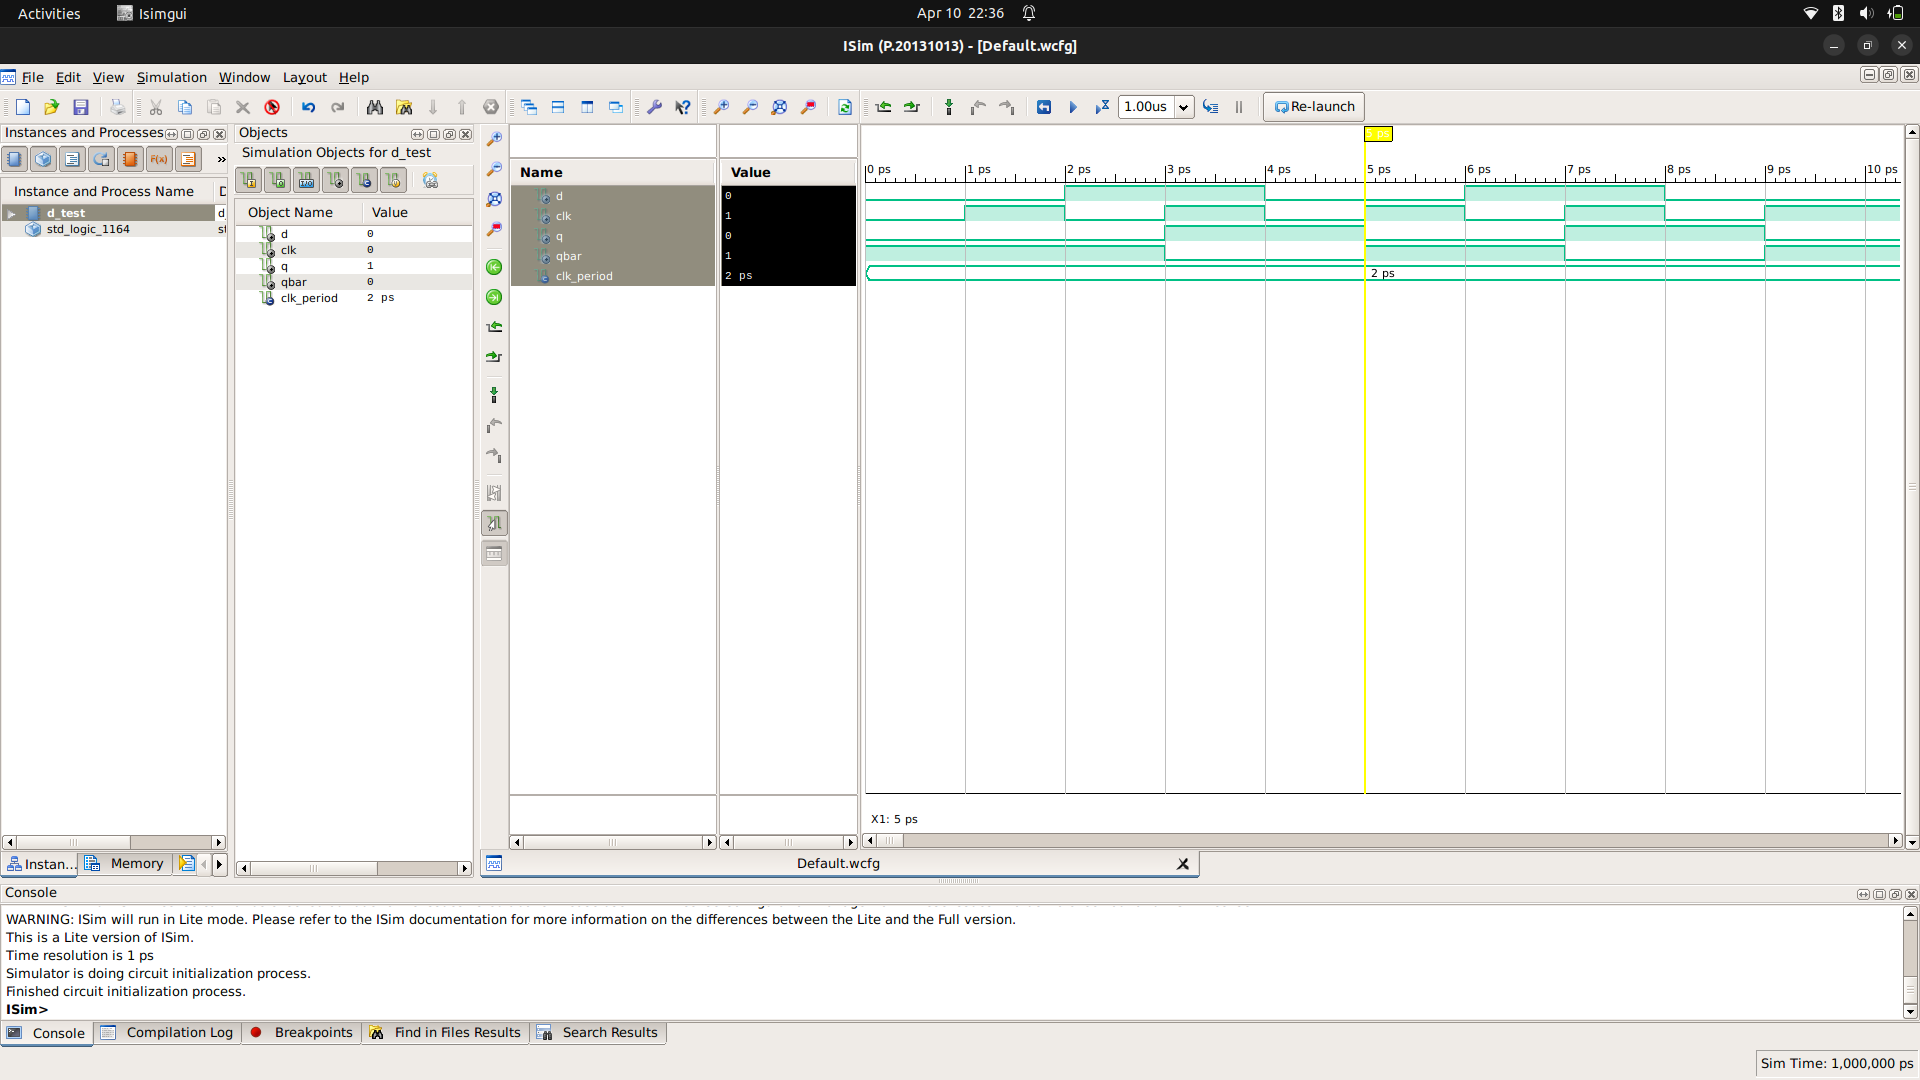 Activities
Isimgui
Apr 10 22:36
ISim (P.20131013) - [Default.wcfg]
File Edit View Simulation Window Layout Help
1.00us
Re-launch
Instances and Processes
Instance and Process Name
d_test
std_logic_1164
Instan...
Memory
Objects
Simulation Objects for d_test
Object Name Value
d 0
clk 0
q 1
qbar 0
clk_period 2 ps
Name Value
d 0
clk 1
q 0
qbar 1
clk_period 2 ps
0 ps 1 ps 2 ps 3 ps 4 ps 5 ps 6 ps 7 ps 8 ps 9 ps 10 ps
2 ps
X1: 5 ps
Default.wcfg
Console
WARNING: ISim will run in Lite mode. Please refer to the ISim documentation for more information on the differences between the Lite and the Full version.
This is a Lite version of ISim.
Time resolution is 1 ps
Simulator is doing circuit initialization process.
Finished circuit initialization process.
ISim>
Console
Compilation Log
Breakpoints
Find in Files Results
Search Results
Sim Time: 1,000,000 ps